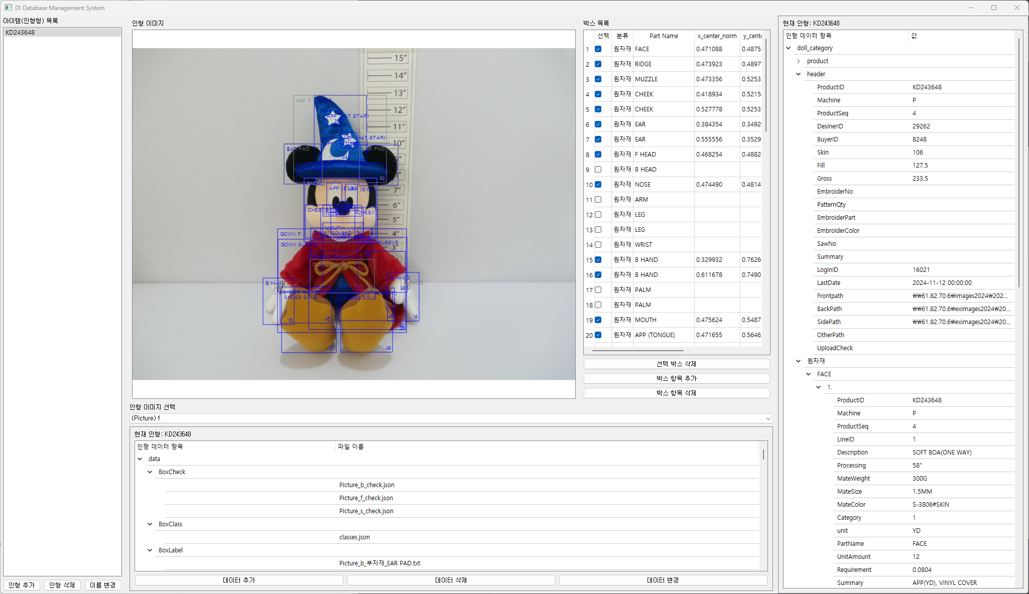 DI Database Management System
아이템(인형형) 목록
KD243648
인형 추가
인형 삭제
이름 변경
인형 이미지
15
14
13
12
11
인형 이미지 선택
(Picture) f
현재 인형: KD243648
인형 데이터 항목 파일 이름
data
BoxCheck
Picture_b_check.json
Picture_f_check.json
Picture_s_check.json
BoxClass
classes.json
BoxLabel
Picture_b_부자재_EAR PAD.txt
데이터 추가
데이터 삭제
데이터 변경
박스 목록
선택 분류 Part Name x_center_norm y_cente
1 원자재 FACE 0.471088 0.4875
2 원자재 RIDGE 0.473923 0.4897
3 원자재 MUZZLE 0.473356 0.5253
4 원자재 CHEEK 0.418934 0.5215
5 원자재 CHEEK 0.527778 0.5253
6 원자재 EAR 0.384354 0.3492
7 원자재 EAR 0.555556 0.3529
8 원자재 F HEAD 0.468254 0.4882
9 원자재 B HEAD
10 원자재 NOSE 0.474490 0.4814
11 원자재 ARM
12 원자재 LEG
13 원자재 LEG
14 원자재 WRIST
15 원자재 B HAND 0.329932 0.7626
16 원자재 B HAND 0.611678 0.7490
17 원자재 PALM
18 원자재 PALM
19 원자재 MOUTH 0.475624 0.5487
20 원자재 APP (TONGUE) 0.471655 0.5646
선택 박스 삭제
박스 항목 추가
박스 항목 삭제
현재 인형: KD243648
인형 데이터 항목 값
doll_category
product
header
ProductID KD243648
Machine P
ProductSeq 4
DesinerID 29262
BuyerID B248
Skin 106
Fill 127.5
Gross 233.5
EmbroiderNo
PatternQty
EmbroiderPart
EmbroiderColor
SawNo
Summary
LoginID 16021
LastDate 2024-11-12 00:00:00
Frontpath ₩₩61.82.70.6₩eximages2024₩202...
BackPath ₩₩61.82.70.6₩eximages2024₩20...
SidePath ₩₩61.82.70.6₩eximages2024₩20...
OtherPath
UploadCheck
원자재
FACE
1.
ProductID KD243648
Machine P
ProductSeq 4
LineID 1
Description SOFT BOA(ONE WAY)
Processing 58"
MateWeight 300G
MateSize 1.5MM
MateColor S-3806#SKIN
Category 1
unit YD
PartName FACE
UnitAmount 12
Requirement 0.0804
Summary APP(YD), VINYL COVER